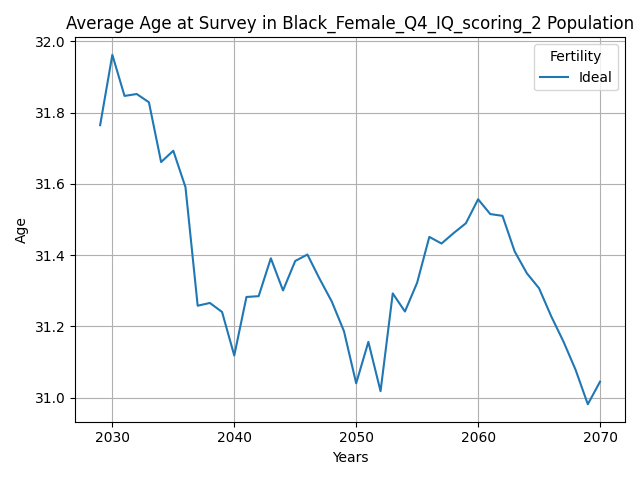 Average Age at Survey in Black_Female_Q4_IQ_scoring_2 Population
32.0
31.8
31.6
31.4
31.2
31.0
Age
Fertility
Ideal
2030 2040 2050 2060 2070
Years